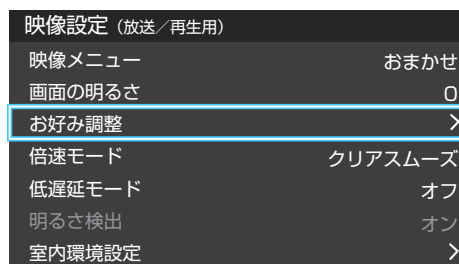 映像設定（放送／再生用）
映像メニュー おまかせ
画面の明るさ 0
お好み調整 >
倍速モード クリアスムーズ
低遅延モード オフ
明るさ検出 オン
室内環境設定 >